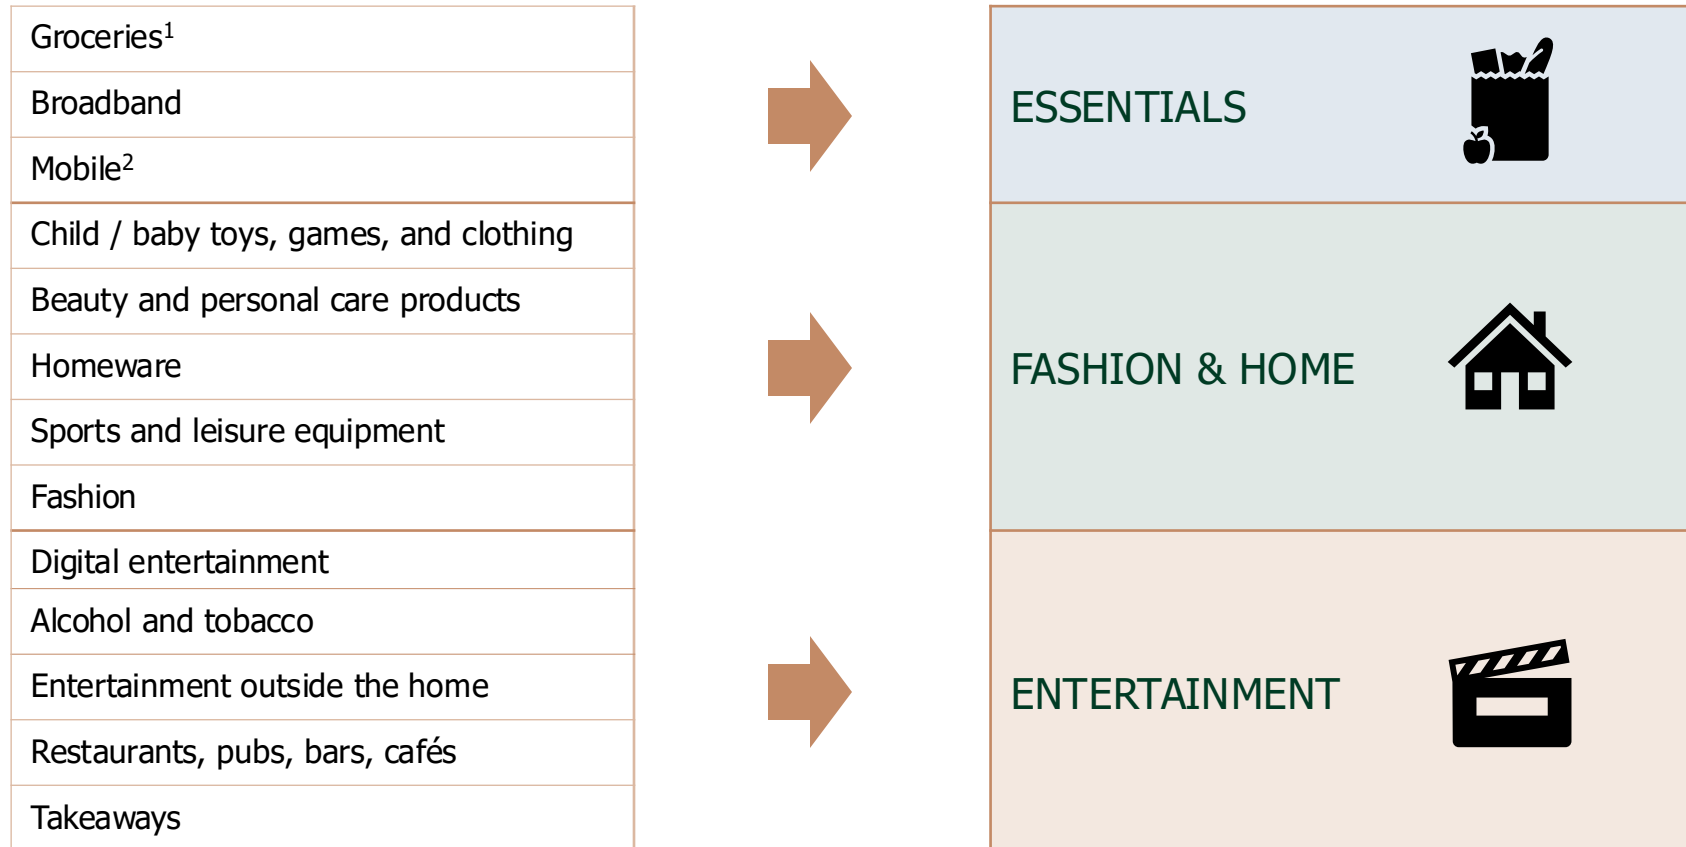 Groceries¹
Broadband
Mobile²
ESSENTIALS
Child / baby toys, games, and clothing
Beauty and personal care products
Homeware
Sports and leisure equipment
Fashion
FASHION & HOME
Digital entertainment
Alcohol and tobacco
Entertainment outside the home
Restaurants, pubs, bars, cafés
Takeaways
ENTERTAINMENT